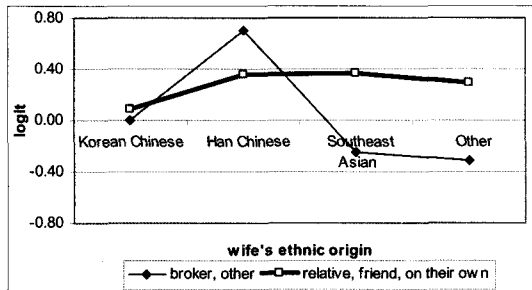 0.80
0.40
0.00
-0.40
-0.80
logit
Korean Chinese
Han Chinese
Southeast
Asian
Other
wife's ethnic origin
broker, other
relative, friend, on their own